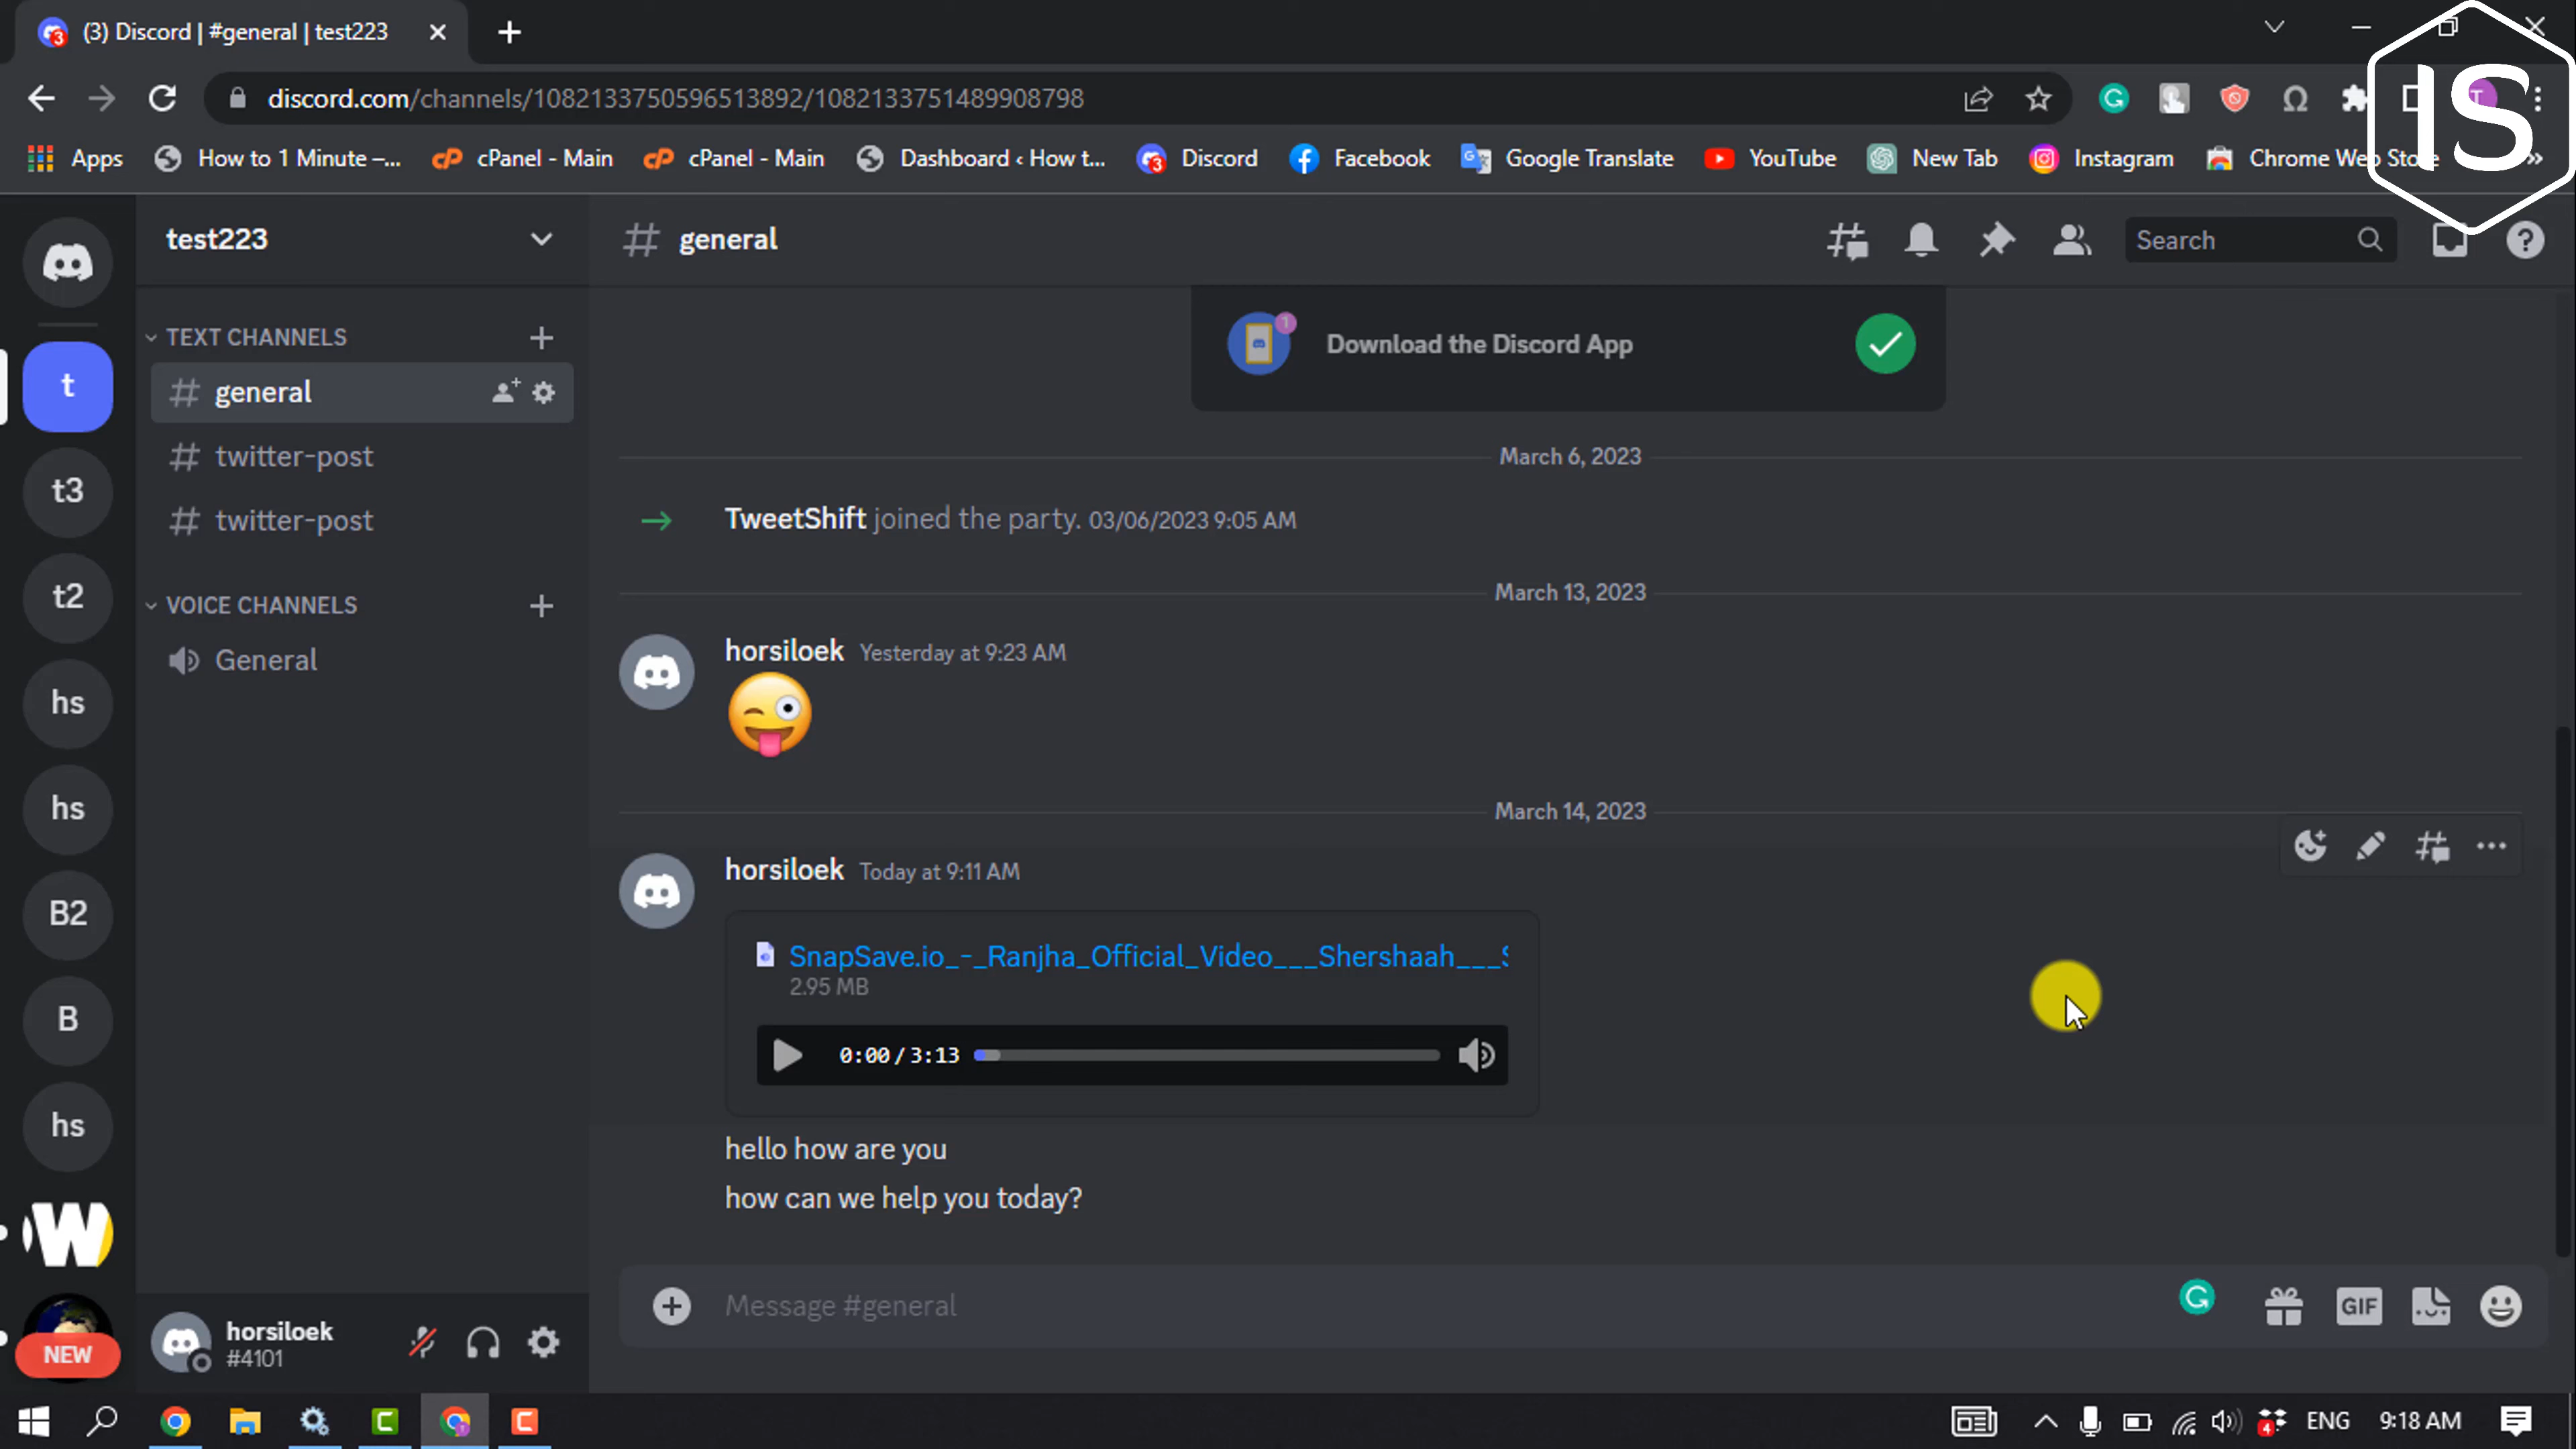 (3) Discord | #general | test223
discord.com/channels/1082133750596513892/1082133751489908798
IS
Apps How to 1 Minute –... cPanel - Main cPanel - Main Dashboard ‹ How t... Discord Facebook Google Translate YouTube New Tab Instagram Chrome Web Store »
test223
general
Search
TEXT CHANNELS
general
twitter-post
twitter-post
VOICE CHANNELS
General
t
t3
t2
hs
hs
B2
B
hs
W
NEW
Download the Discord App
March 6, 2023
TweetShift joined the party. 03/06/2023 9:05 AM
March 13, 2023
horsiloek Yesterday at 9:23 AM
March 14, 2023
horsiloek Today at 9:11 AM
SnapSave.io_-_Ranjha_Official_Video___Shershaah___S
2.95 MB
0:00 / 3:13
hello how are you
how can we help you today?
Message #general
GIF
horsiloek
#4101
ENG 9:18 AM